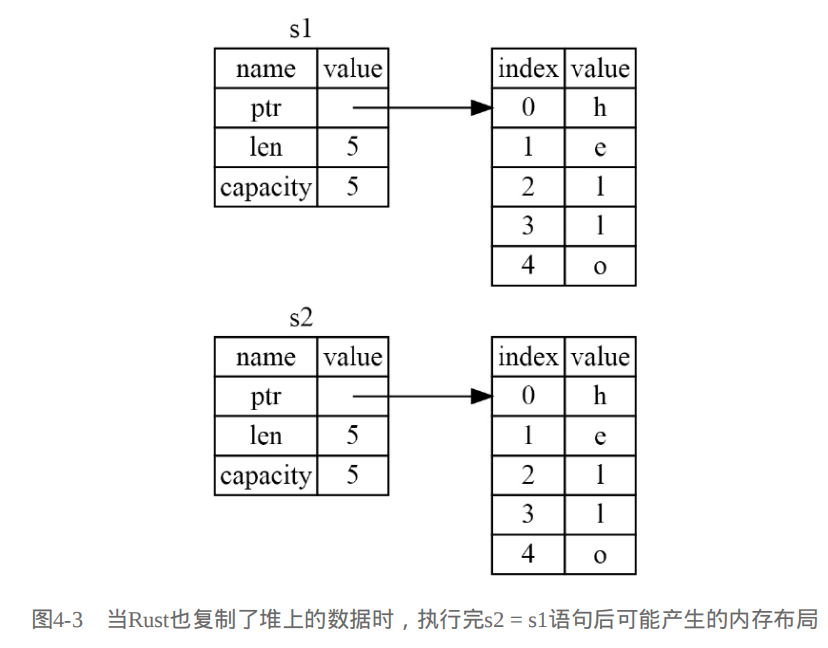 s1
name value
ptr
len 5
capacity 5
index value
0 h
1 e
2 l
3 l
4 o
s2
name value
ptr
len 5
capacity 5
index value
0 h
1 e
2 l
3 l
4 o
图4-3 当Rust也复制了堆上的数据时，执行完s2 = s1语句后可能产生的内存布局